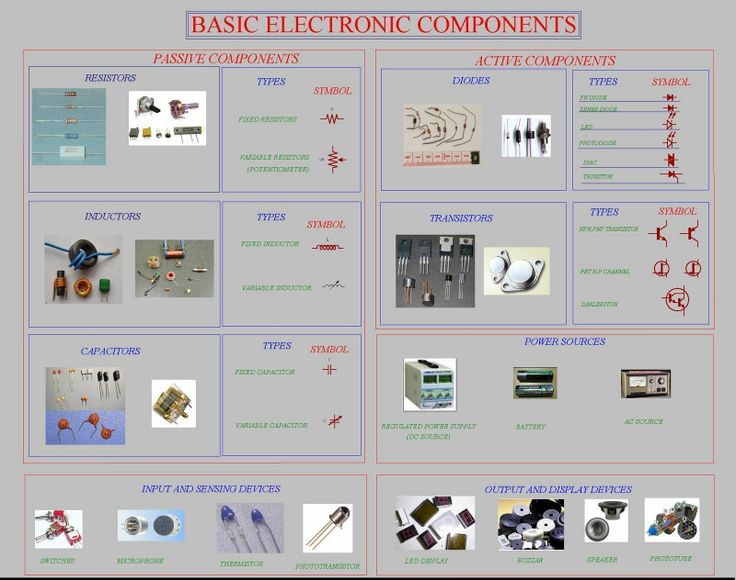 BASIC ELECTRONIC COMPONENTS
PASSIVE COMPONENTS
RESISTORS
TYPES
SYMBOL
FIXED RESISTORS
VARIABLE RESISTORS
(POTENTIOMETER)
INDUCTORS
TYPES
SYMBOL
FIXED INDUCTOR
L
VARIABLE INDUCTOR
CAPACITORS
TYPES
SYMBOL
FIXED CAPACITOR
VARIABLE CAPACITOR
ACTIVE COMPONENTS
DIODES
TYPES
SYMBOL
PN DIODE
ZENER DIODE
LED
PHOTODIODE
DIAC
THYRISTOR
TRANSISTORS
TYPES
SYMBOL
NPN,PNP TRANSISTOR
FET N,P CHANNEL
DARLINGTON
POWER SOURCES
REGULATED POWER SUPPLY
(DC SOURCE)
BATTERY
AC SOURCE
INPUT AND SENSING DEVICES
SWITCHES
MICROPHONE
THERMISTOR
PHOTOTRANSISTOR
OUTPUT AND DISPLAY DEVICES
LED DISPLAY
BUZZAR
SPEAKER
PHOTOTUBE